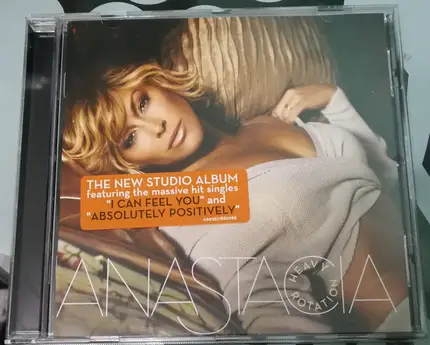 THE NEW STUDIO ALBUM
featuring the massive hit singles
"I CAN FEEL YOU" and
"ABSOLUTELY POSITIVELY"
ANASTACIA
HEAVY
ROTATION